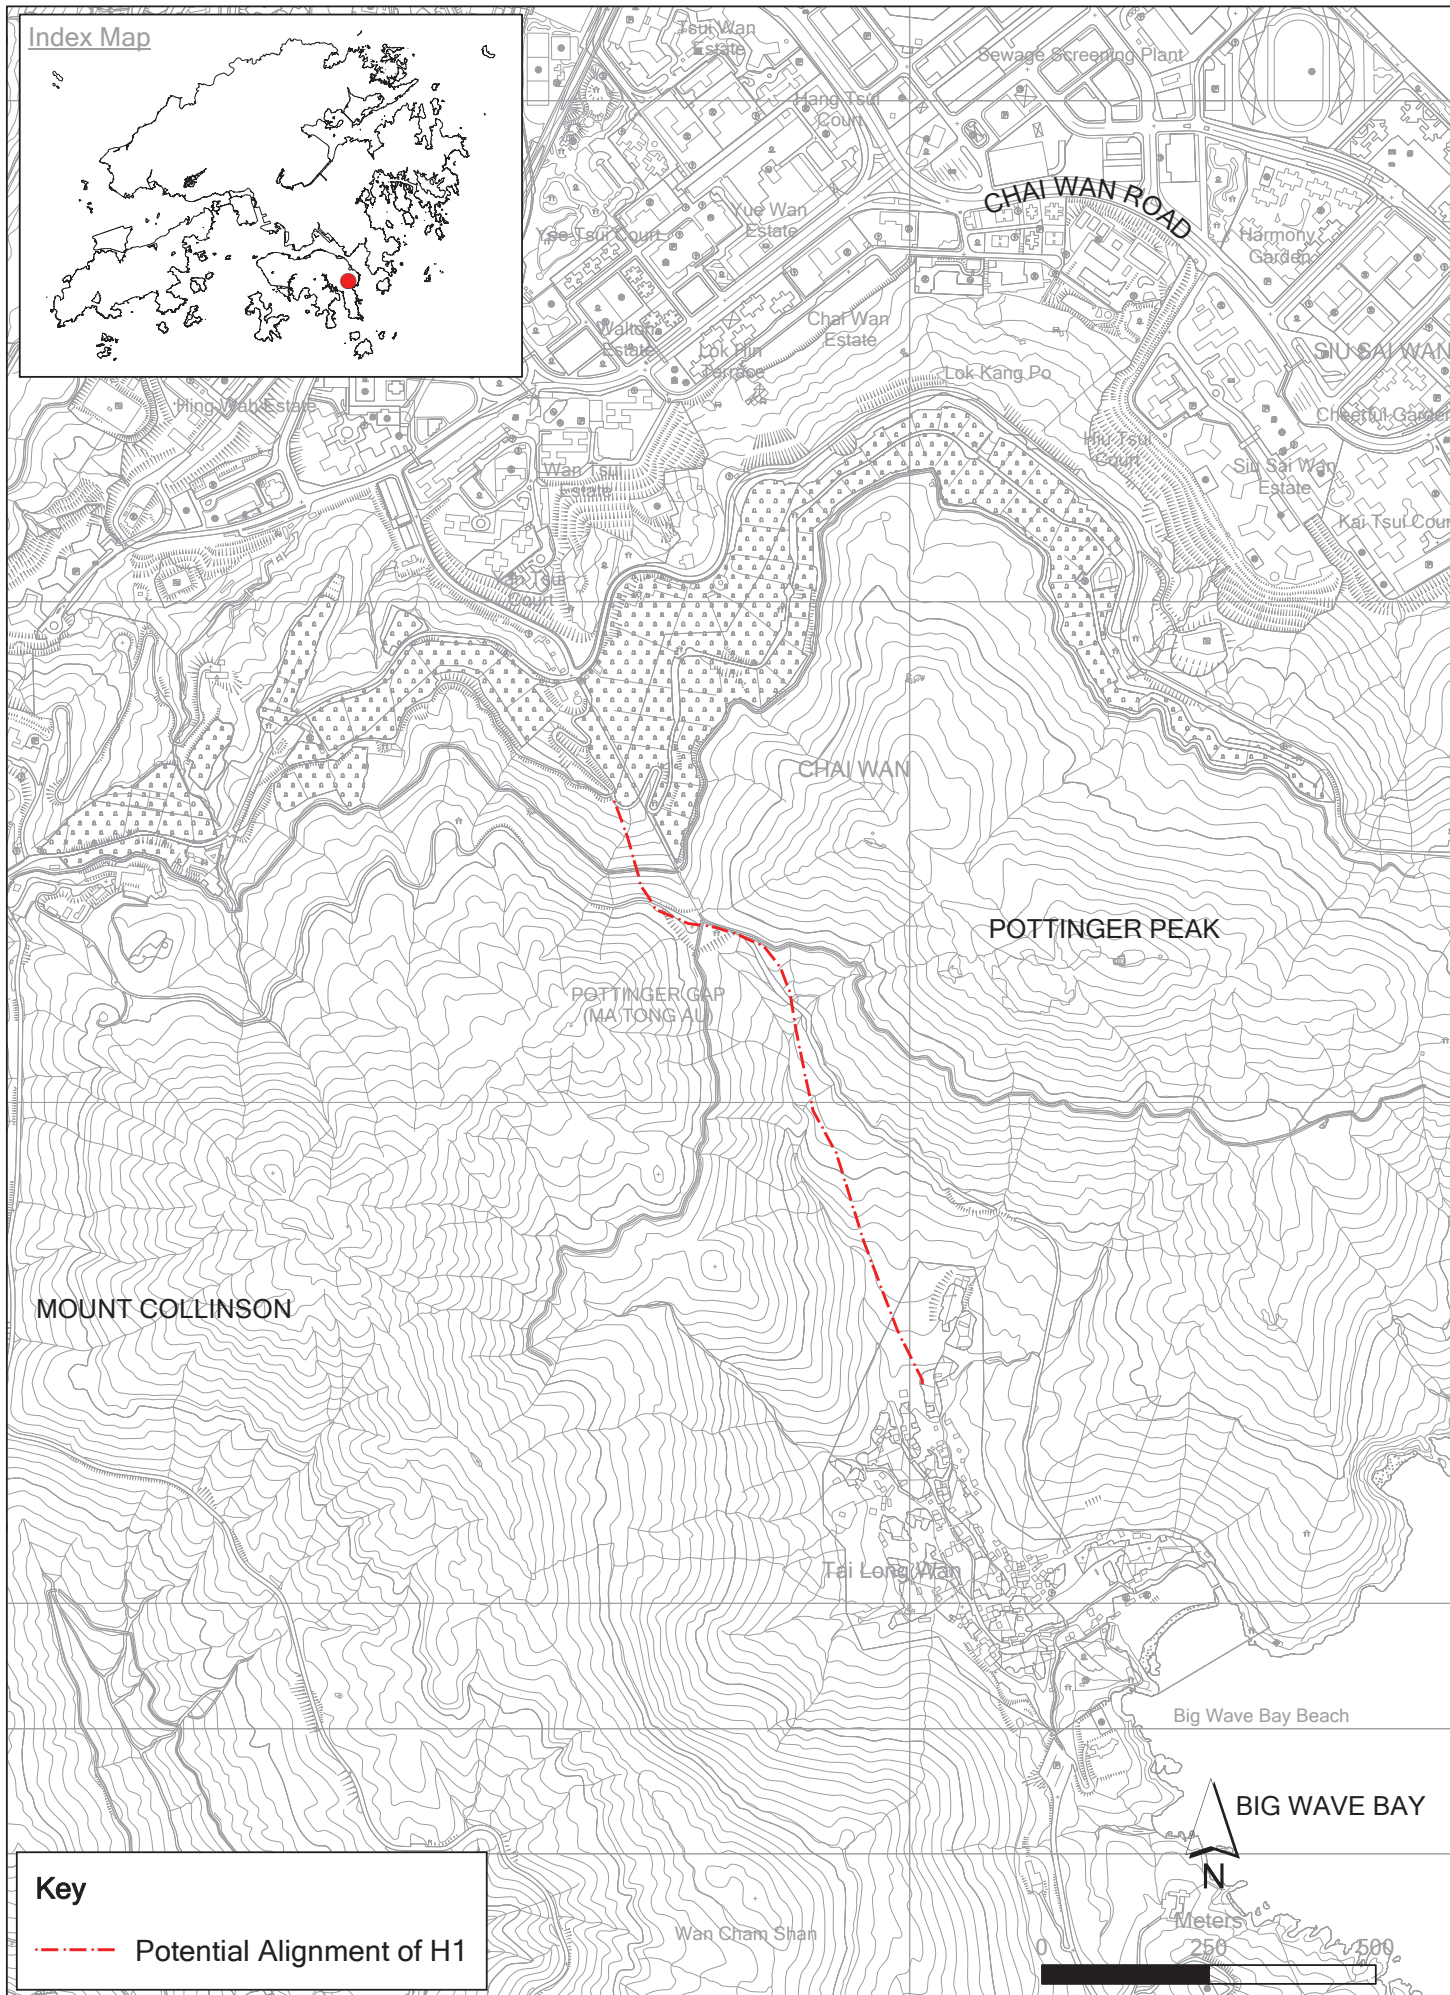 Index Map
Tsui Wan
Estate
Sewage Screening Plant
Hang Tsui
Court
CHAI WAN ROAD
Yue Wan
Estate
Yse Tsui Court
Harmony
Garden
Chai Wan
Estate
Walton
Estate
Lok Hin
Terrace
SIU SAI WAN
Lok Kang Po
Hing Wah Estate
Cheerful Garden
Hiu Tsui
Court
Wan Tsui
Estate
Siu Sai Wan
Estate
Kai Tsui Cour
Yan Tsui
Court
CHAI WAN
POTTINGER PEAK
POTTINGER GAP
(MA TONG AU)
MOUNT COLLINSON
Tai Long Wan
Big Wave Bay Beach
BIG WAVE BAY
N
Key
Potential Alignment of H1
Wan Cham Shan
Meters
0 250 500